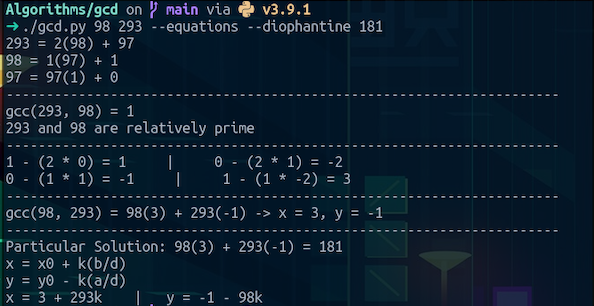 Algorithms/gcd on main via v3.9.1
➜ ./gcd.py 98 293 --equations --diophantine 181
293 = 2(98) + 97
98 = 1(97) + 1
97 = 97(1) + 0
--------------------------------------------------------------------
gcc(293, 98) = 1
293 and 98 are relatively prime
--------------------------------------------------------------------
1 - (2 * 0) = 1     |     0 - (2 * 1) = -2
0 - (1 * 1) = -1     |     1 - (1 * -2) = 3
--------------------------------------------------------------------
gcc(98, 293) = 98(3) + 293(-1) -> x = 3, y = -1
--------------------------------------------------------------------
Particular Solution: 98(3) + 293(-1) = 181
x = x0 + k(b/d)
y = y0 - k(a/d)
x = 3 + 293k    |   y = -1 - 98k